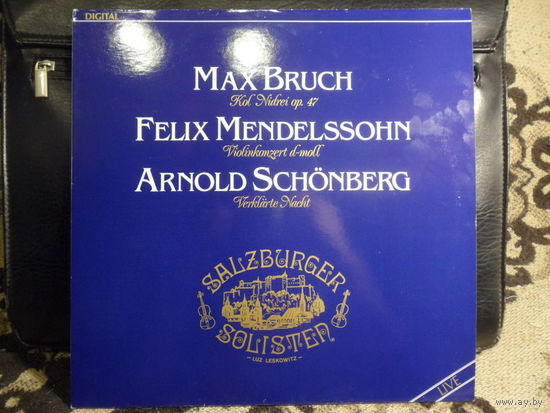 DIGITAL
MAX BRUCH
Kol Nidrei op. 47
FELIX MENDELSSOHN
Violinkonzert d-moll
ARNOLD SCHÖNBERG
Verklärte Nacht
SALZBURGER
SOLISTEN
– LUZ LESKOWITZ –
LIVE
www.ay.by